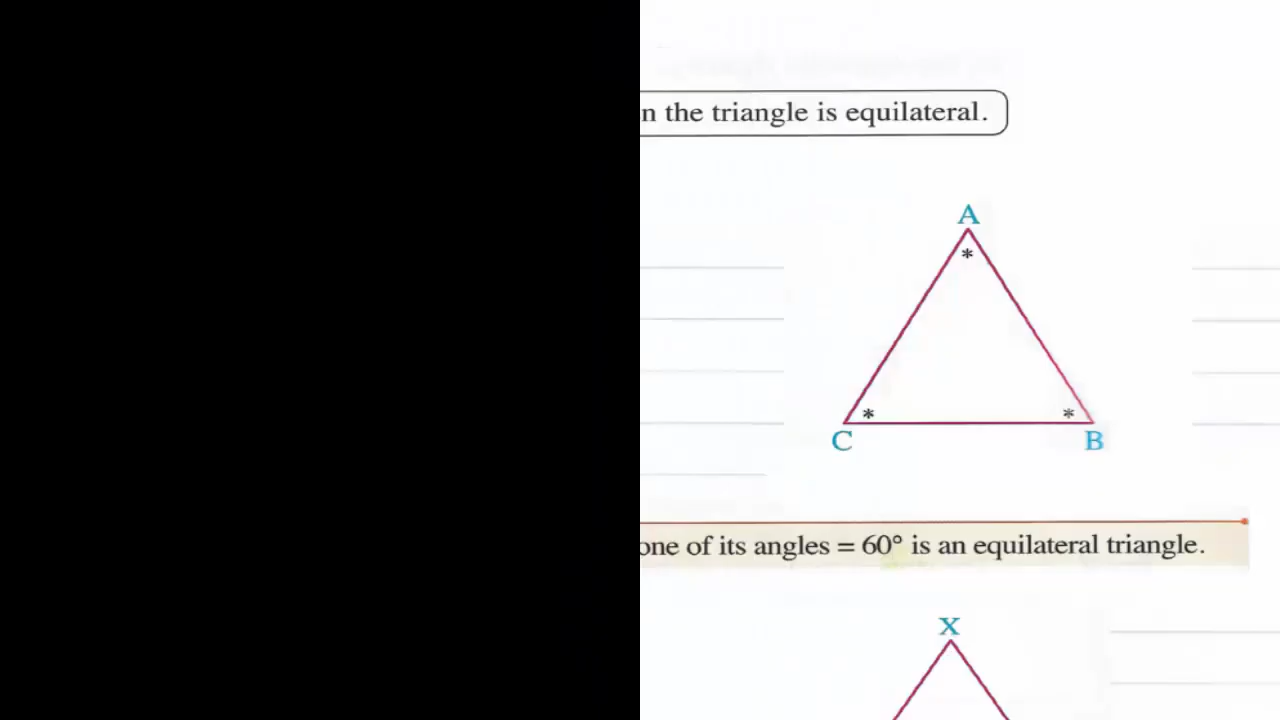 n the triangle is equilateral.
A
*
* *
C B
one of its angles = 60° is an equilateral triangle.
X